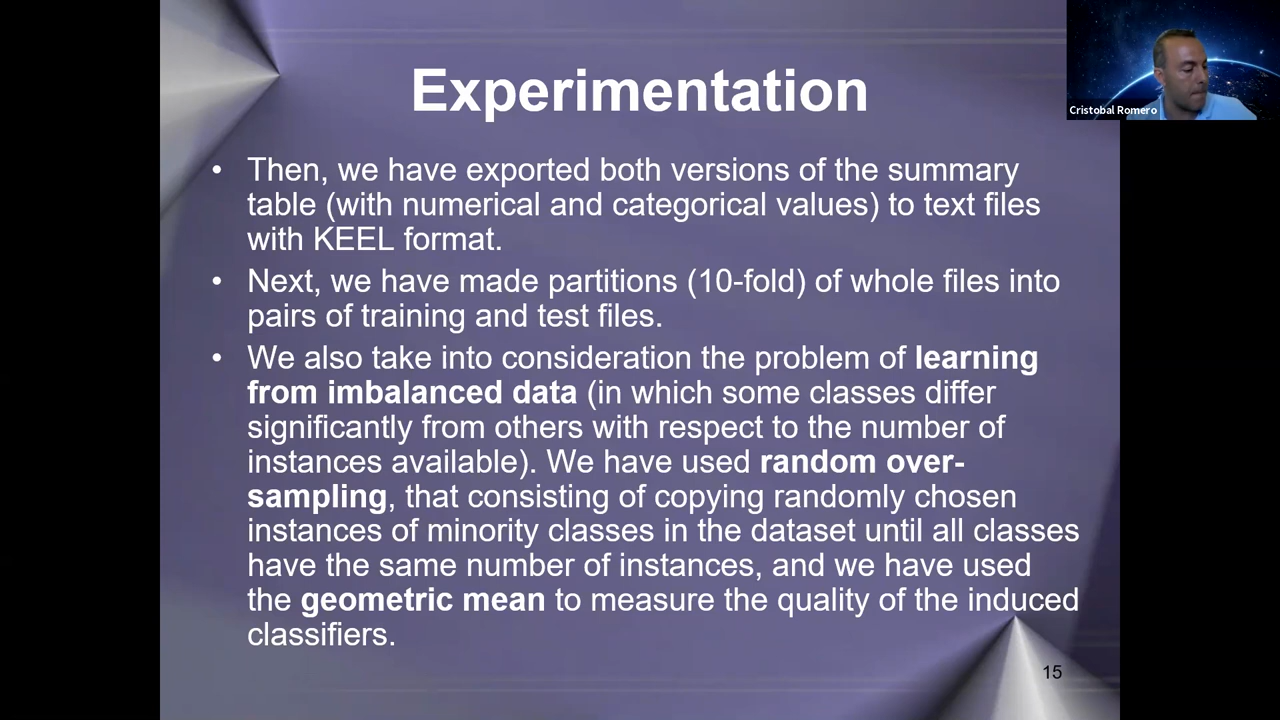 Experimentation
Cristobal Romero
• Then, we have exported both versions of the summary
table (with numerical and categorical values) to text files
with KEEL format.
• Next, we have made partitions (10-fold) of whole files into
pairs of training and test files.
• We also take into consideration the problem of learning
from imbalanced data (in which some classes differ
significantly from others with respect to the number of
instances available). We have used random over-
sampling, that consisting of copying randomly chosen
instances of minority classes in the dataset until all classes
have the same number of instances, and we have used
the geometric mean to measure the quality of the induced
classifiers.
15